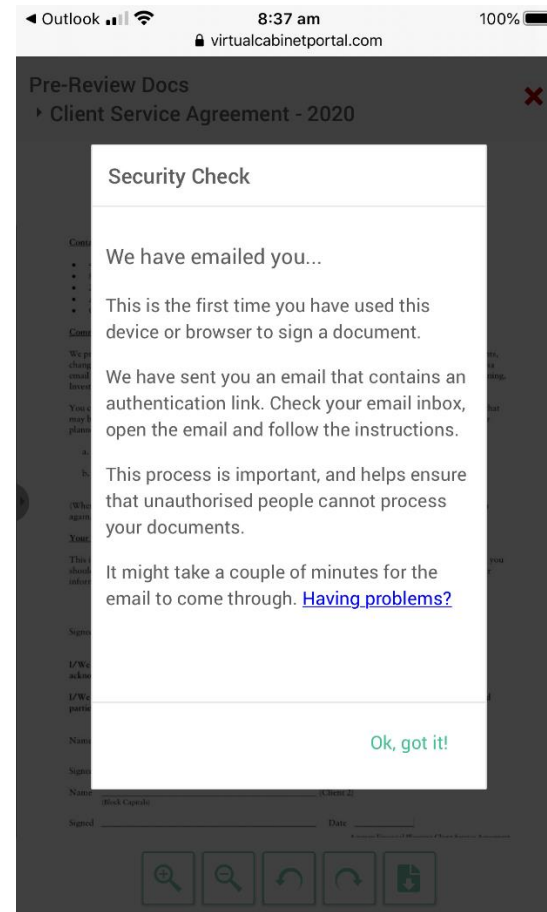 Outlook
8:37 am
100%
virtualcabinetportal.com
Pre-Review Docs
Client Service Agreement - 2020
Security Check
We have emailed you...
This is the first time you have used this
device or browser to sign a document.
We have sent you an email that contains an
authentication link. Check your email inbox,
open the email and follow the instructions.
This process is important, and helps ensure
that unauthorised people cannot process
your documents.
It might take a couple of minutes for the
email to come through. Having problems?
Ok, got it!
Name
(Block Capitals)
Signed
Date